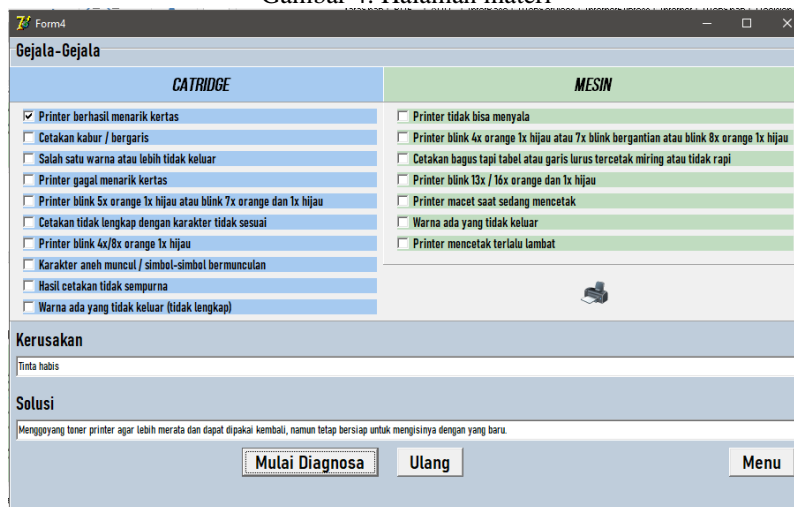 Gambar 4. Halaman materi
Form4
Gejala-Gejala
CATRIDGE
MESIN
Printer berhasil menarik kertas
Cetakan kabur / bergaris
Salah satu warna atau lebih tidak keluar
Printer gagal menarik kertas
Printer blink 5x orange 1x hijau atau blink 7x orange dan 1x hijau
Cetakan tidak lengkap dengan karakter tidak sesuai
Printer blink 4x/8x orange 1x hijau
Karakter aneh muncul / simbol-simbol bermunculan
Hasil cetakan tidak sempurna
Warna ada yang tidak keluar (tidak lengkap)
Printer tidak bisa menyala
Printer blink 4x orange 1x hijau atau 7x blink bergantian atau blink 8x orange 1x hijau
Cetakan bagus tapi tabel atau garis lurus tercetak miring atau tidak rapi
Printer blink 13x / 16x orange dan 1x hijau
Printer macet saat sedang mencetak
Warna ada yang tidak keluar
Printer mencetak terlalu lambat
Kerusakan
Tinta habis
Solusi
Menggoyang toner printer agar lebih merata dan dapat dipakai kembali, namun tetap bersiap untuk mengisinya dengan yang baru.
Mulai Diagnosa
Ulang
Menu